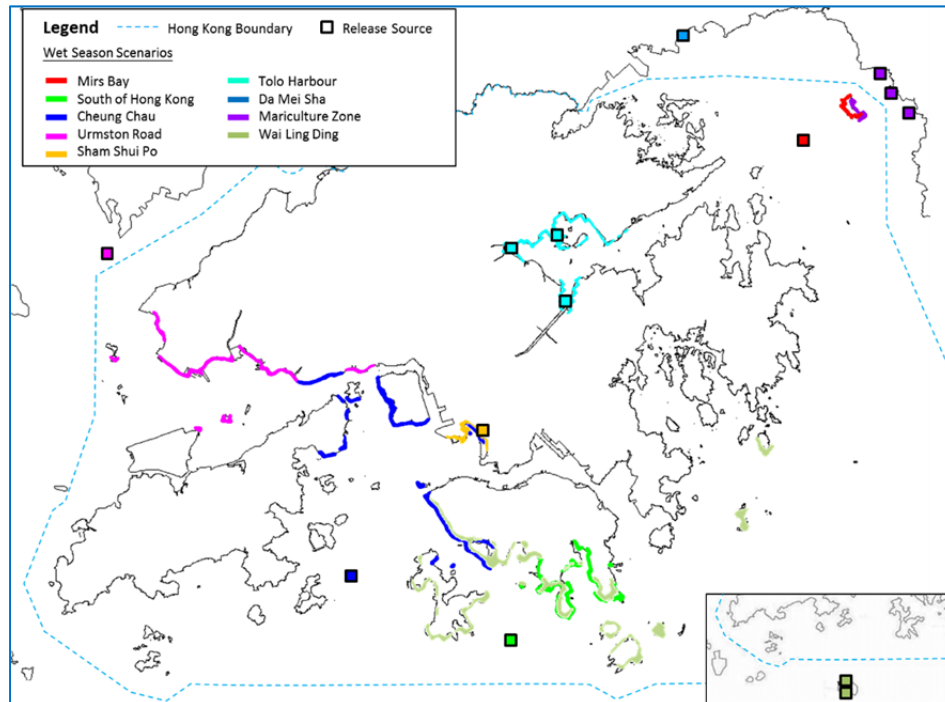 Legend
Hong Kong Boundary
Release Source
Wet Season Scenarios
Mirs Bay
South of Hong Kong
Cheung Chau
Urmston Road
Sham Shui Po
Tolo Harbour
Da Mei Sha
Mariculture Zone
Wai Ling Ding